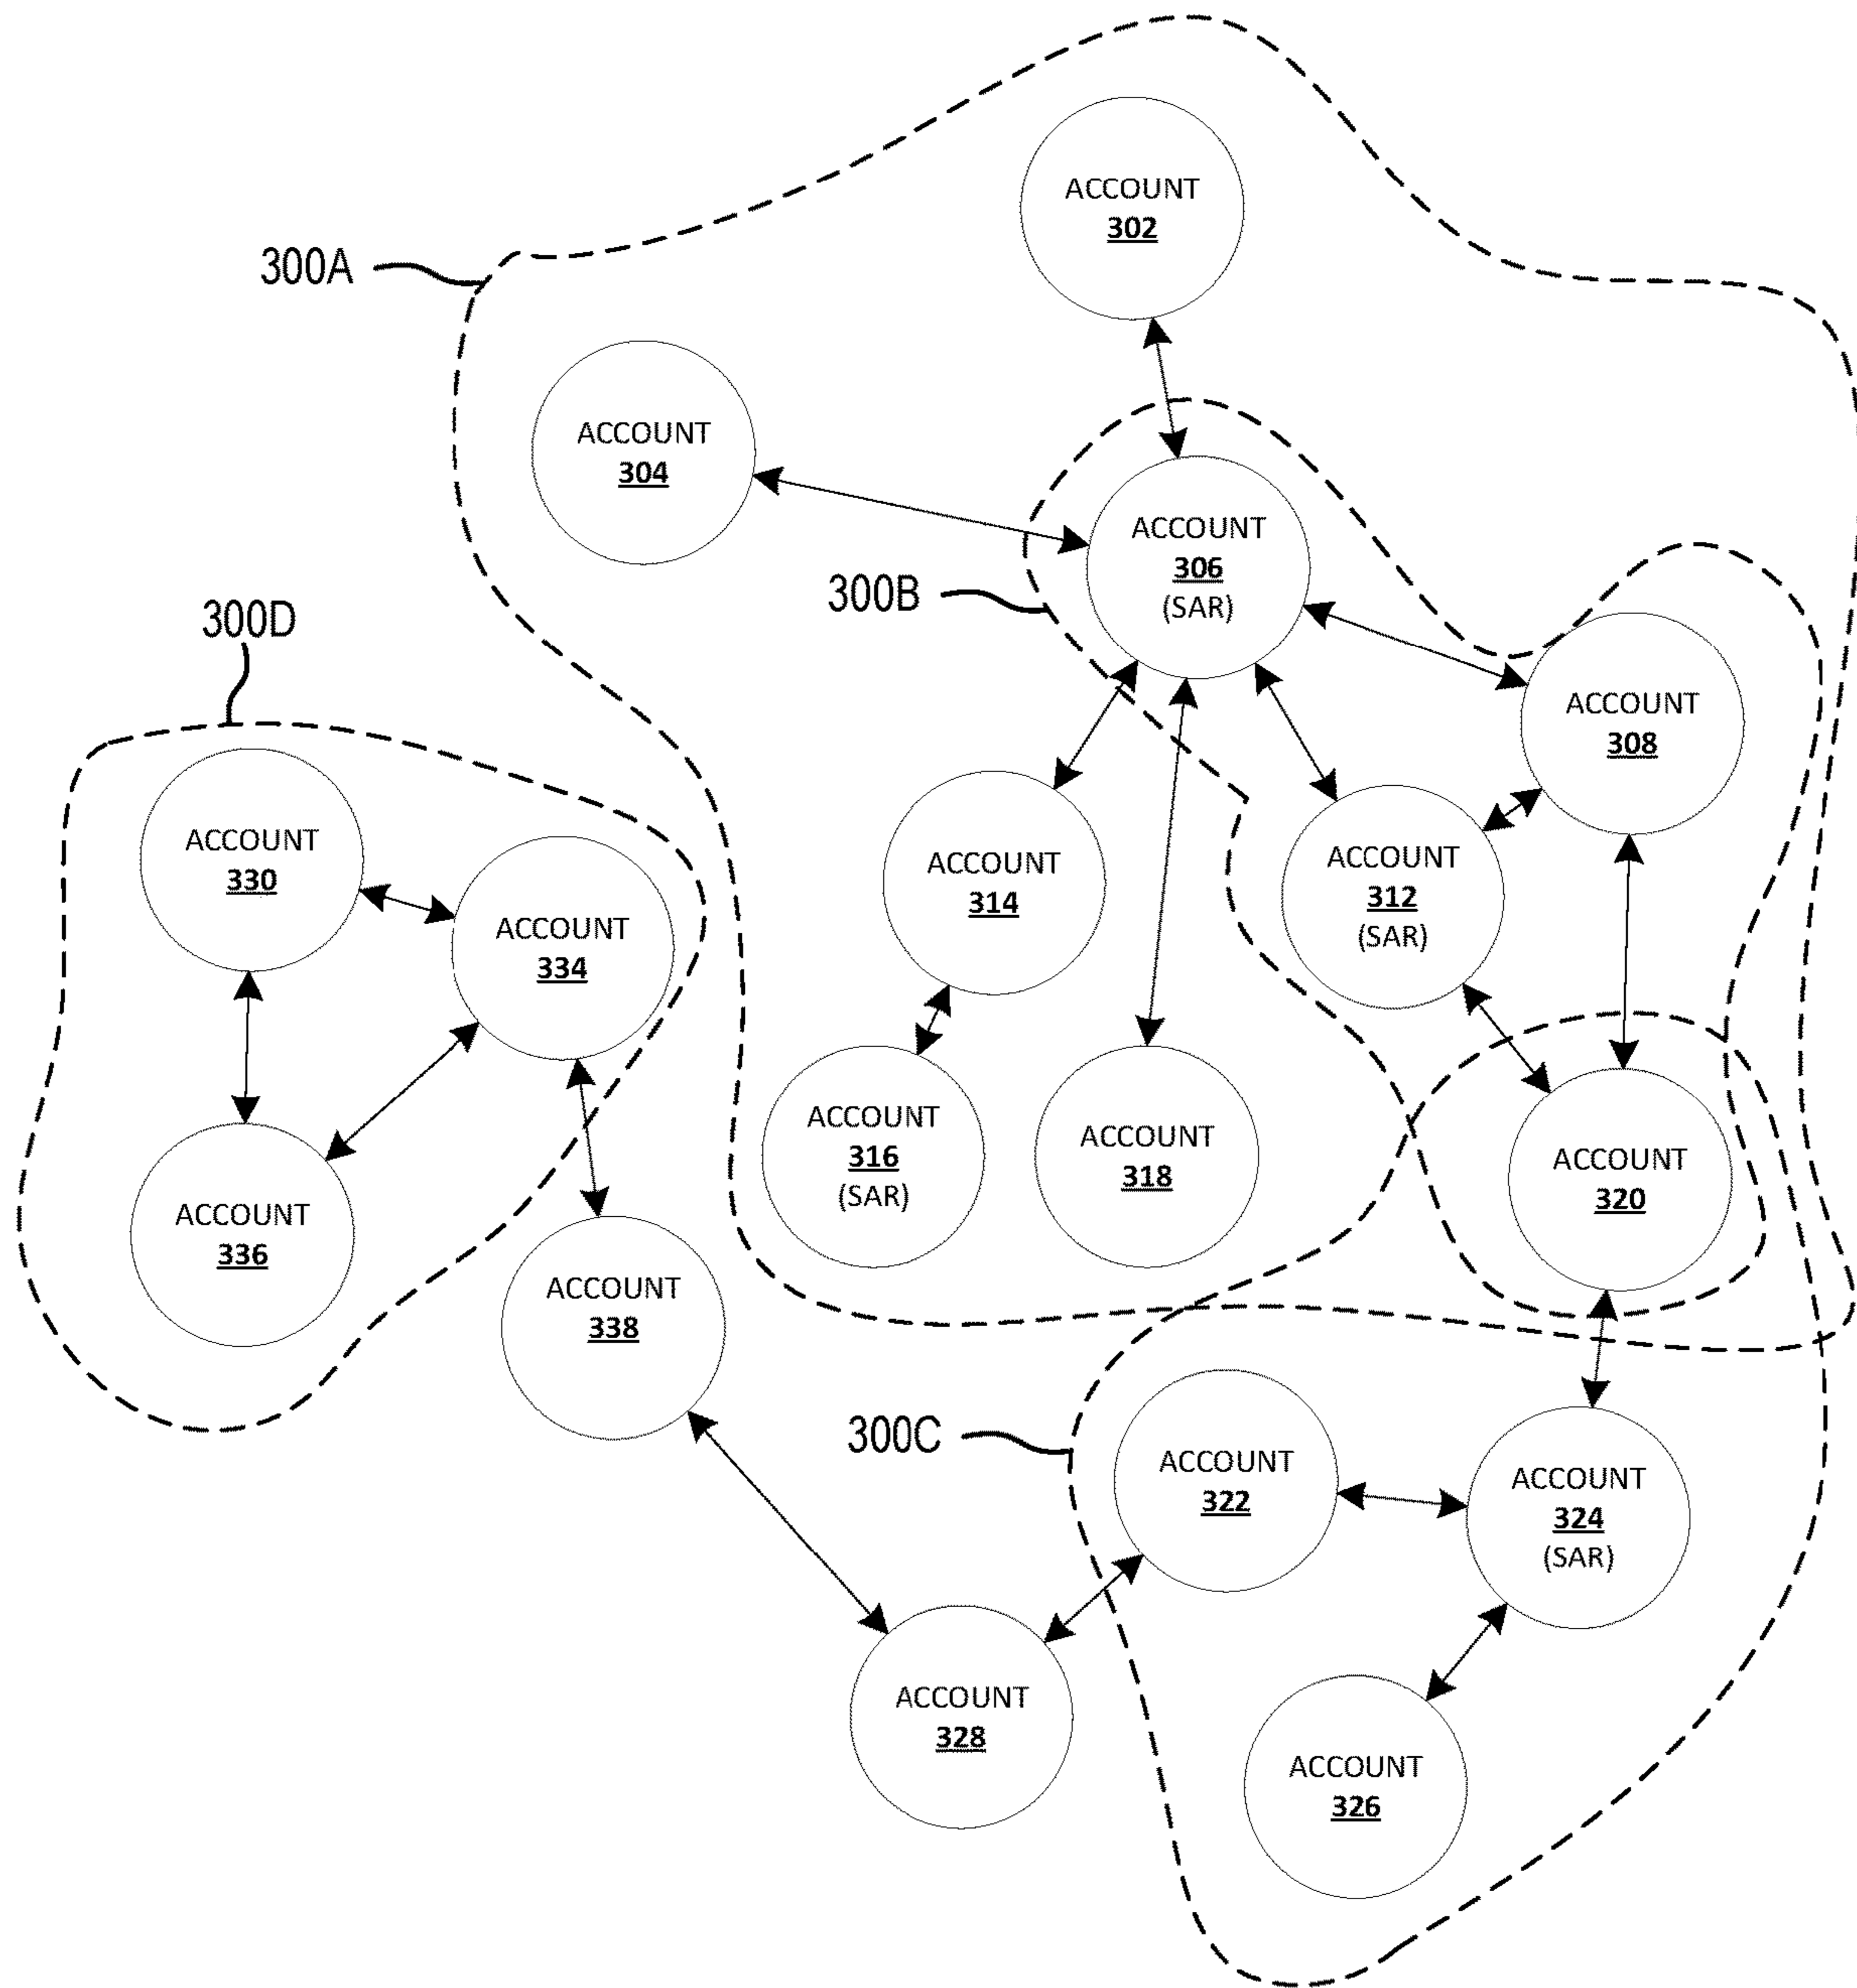 ACCOUNT
302
300A
ACCOUNT
304
ACCOUNT
306
(SAR)
300B
300D
ACCOUNT
308
ACCOUNT
330
ACCOUNT
334
ACCOUNT
314
ACCOUNT
312
(SAR)
ACCOUNT
316
(SAR)
ACCOUNT
318
ACCOUNT
320
ACCOUNT
336
ACCOUNT
338
300C
ACCOUNT
322
ACCOUNT
324
(SAR)
ACCOUNT
328
ACCOUNT
326